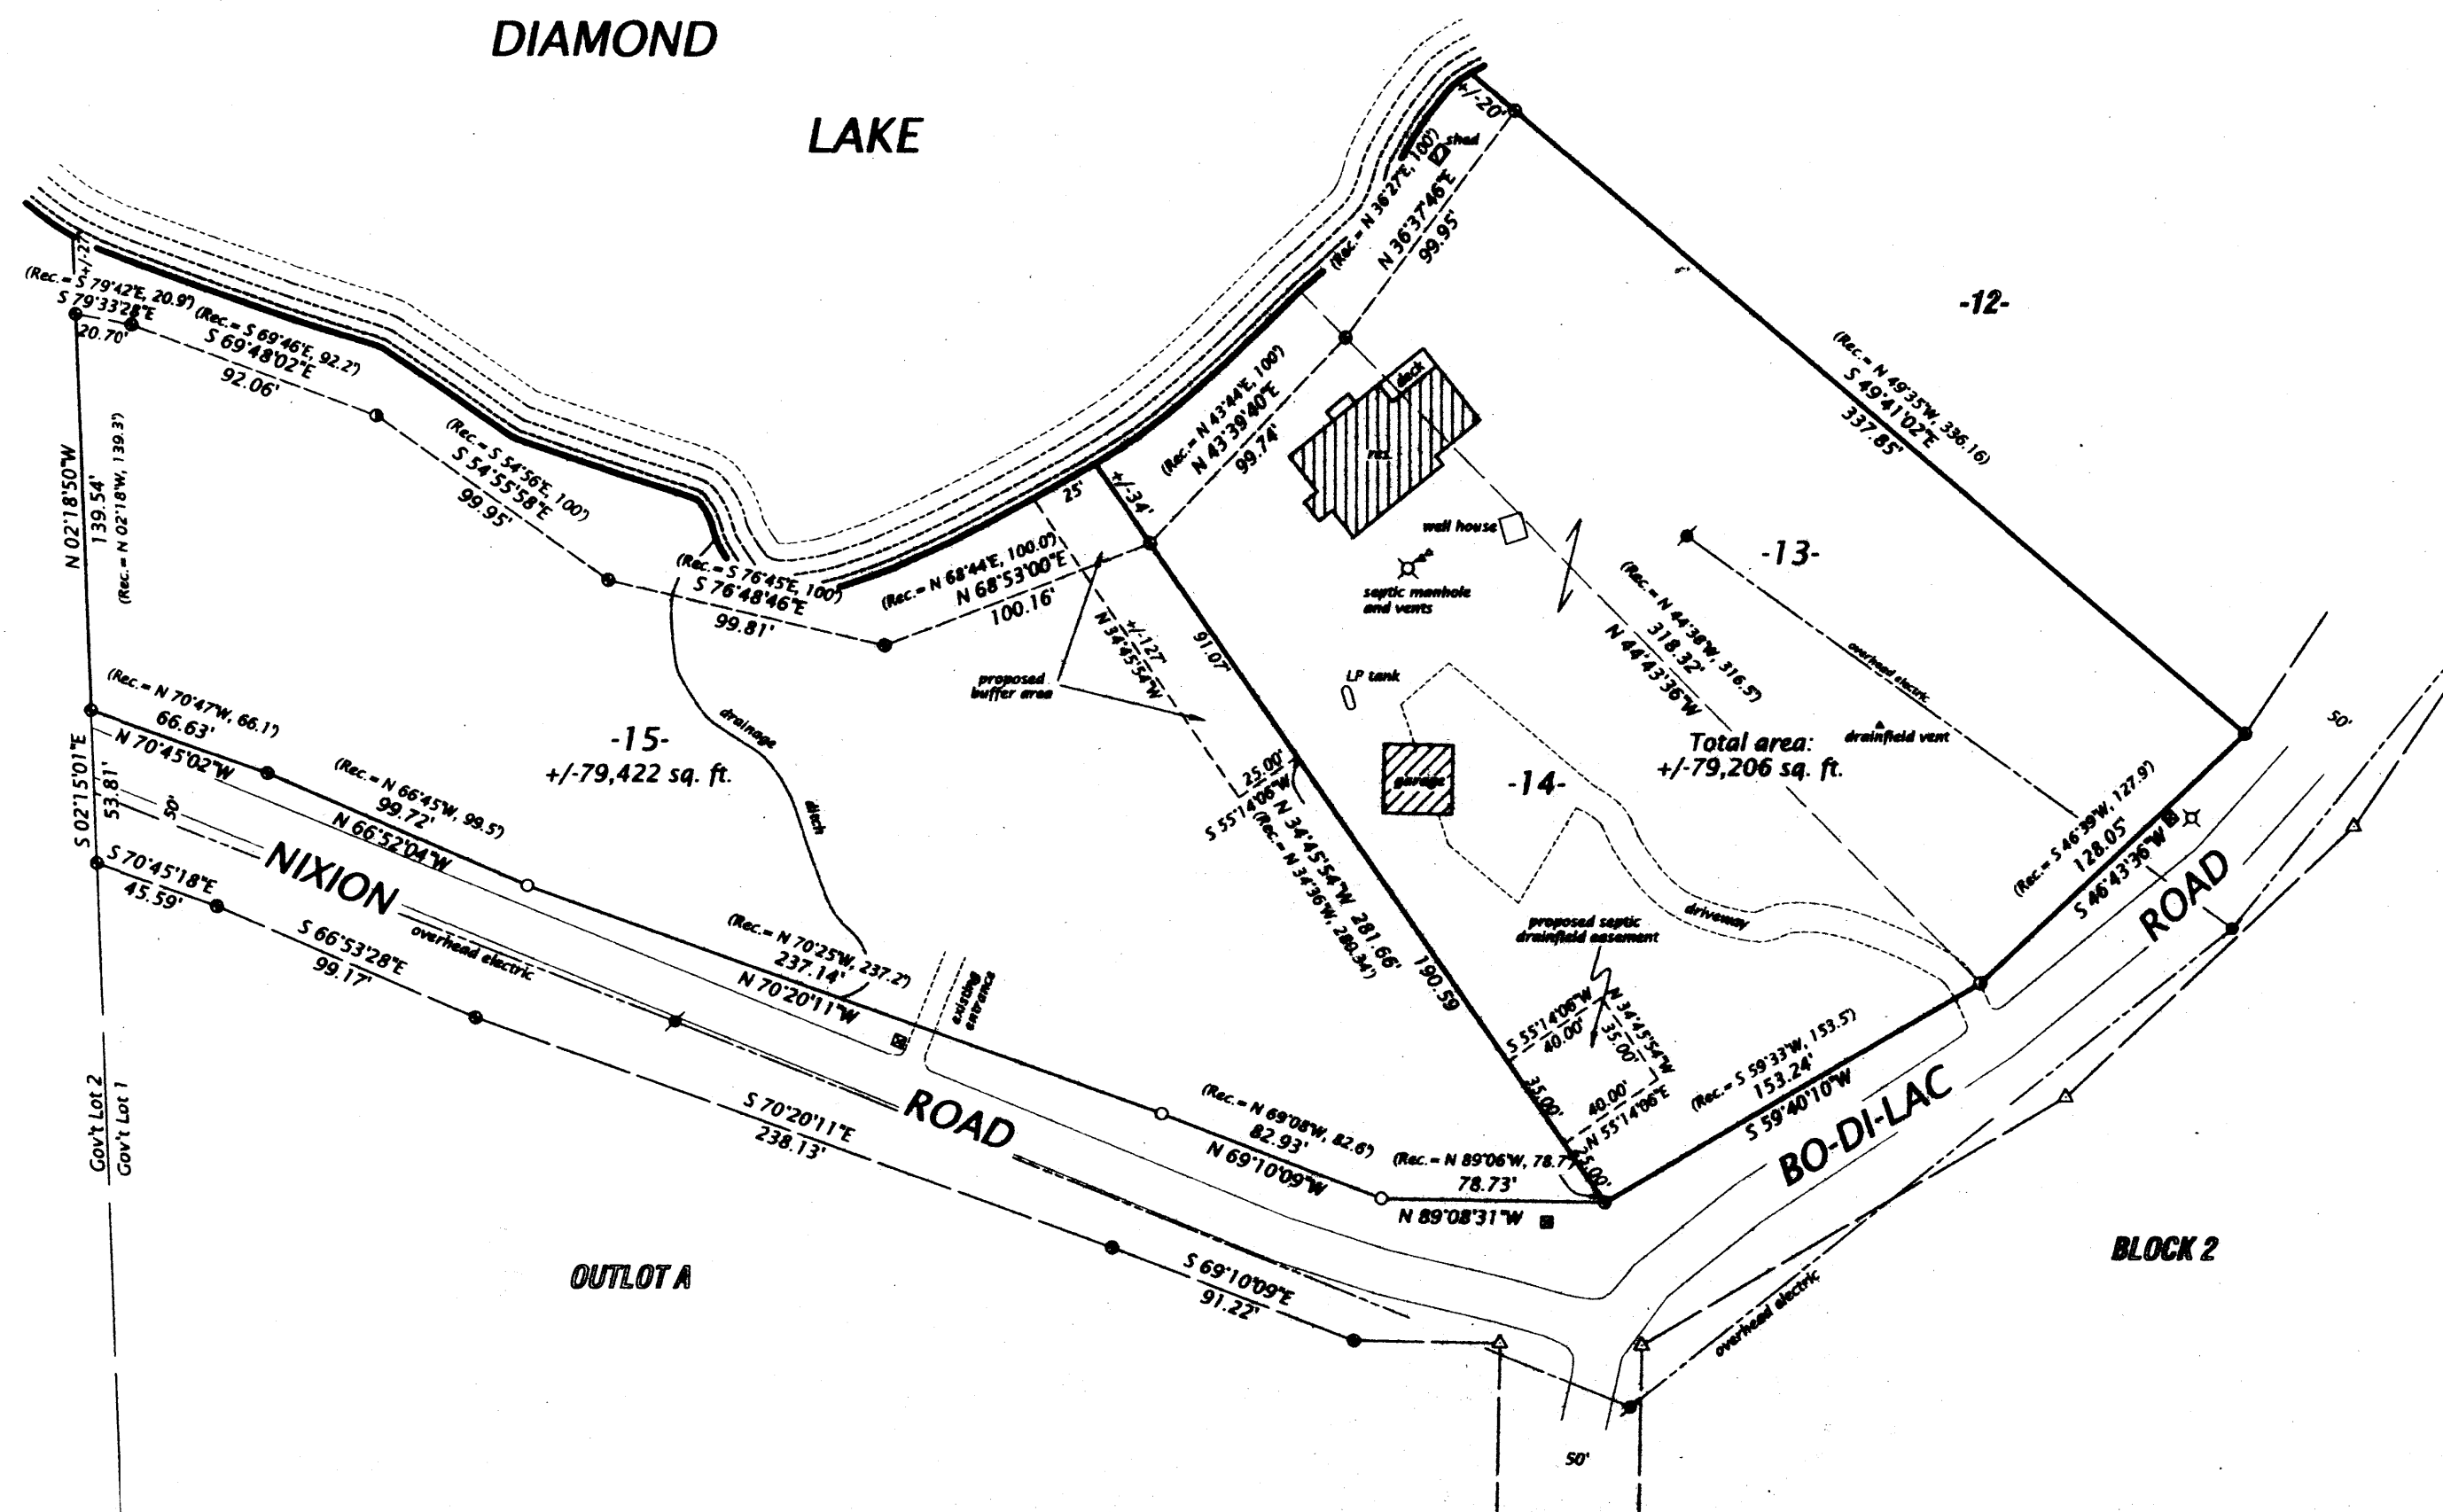 DIAMOND
LAKE
+/-20'
shed
(Rec.= N 36°27'E, 100')
N 36°37'46"E
99.95'
-12-
+/-27'
(Rec.= S 79°42'E, 20.9')
S 79°33'28"E
20.70'
(Rec.= S 69°46'E, 92.2')
S 69°48'02"E
92.06'
(Rec.= N 49°35'W, 336.16)
S 49°41'02"E
337.85'
(Rec.= N 43°44'E, 100')
N 43°39'40"E
99.74'
deck
res.
N 02°18'50"W
139.54'
(Rec.= N 02°18'W, 139.3')
(Rec.= S 54°56'E, 100')
S 54°55'58"E
99.95'
25'
+/-34'
well house
-13-
(Rec.= S 76°45'E, 100')
S 76°48'46"E
99.81'
(Rec.= N 68°44'E, 100.0')
N 68°53'00"E
100.16'
septic manhole
and vents
(Rec.= N 44°38'W, 316.5')
318.32'
N 44°43'36"W
overhead electric
+/-127'
N 34°45'54"W
91.07'
proposed
buffer area
LP tank
(Rec.= N 70°47'W, 66.1')
66.63'
N 70°45'02"W
drainage
ditch
-15-
+/-79,422 sq. ft.
Total area:
+/-79,206 sq. ft.
drainfield vent
50'
S 02°15'01"E
53.81'
50'
(Rec.= N 66°45'W, 99.5')
99.72'
N 66°52'04"W
25.00'
S 55°14'06"W
garage
-14-
N 34°45'54"W 281.66'
(Rec.= N 34°36'W, 280.34')
190.59
(Rec.= S 46°39'W, 127.9')
128.05'
S 46°43'36"W
NIXION
ROAD
S 70°45'18"E
45.59'
overhead electric
S 66°53'28"E
99.17'
(Rec.= N 70°25'W, 237.2')
237.14'
N 70°20'11"W
existing
entrance
driveway
proposed septic
drainfield easement
S 55°14'06"W
40.00'
N 34°45'54"W
35.00'
35.00'
40.00'
N 55°14'06"E
25.00'
(Rec.= S 59°33'W, 153.5')
153.24'
S 59°40'10"W
BO-DI-LAC
ROAD
Gov't Lot 2
Gov't Lot 1
S 70°20'11"E
238.13'
(Rec.= N 69°08'W, 82.6')
82.93'
N 69°10'09"W
(Rec.= N 89°06'W, 78.7')
78.73'
N 89°08'31"W
BLOCK 2
OUTLOT A
S 69°10'09"E
91.22'
overhead electric
50'